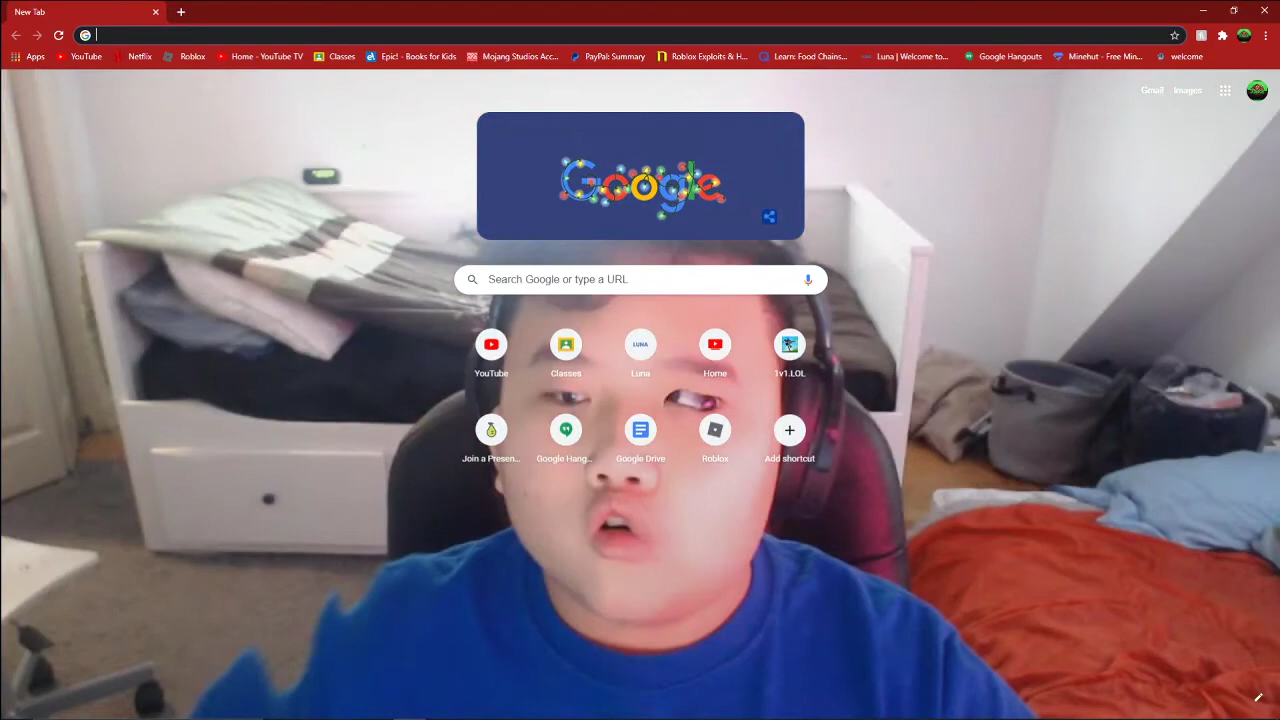 New Tab
Apps YouTube Netflix Roblox Home - YouTube TV Classes Epic! - Books for Kids Mojang Studios Acc... PayPal Summary Roblox Exploits & H... Learn: Food Chains... Luna | Welcome to... Google Hangouts Minehut - Free Min... welcome
Gmail Images
Google
Search Google or type a URL
LUNA
YouTube Classes Luna Home 1v1.LOL
Join a Presen... Google Hang... Google Drive Roblox Add shortcut